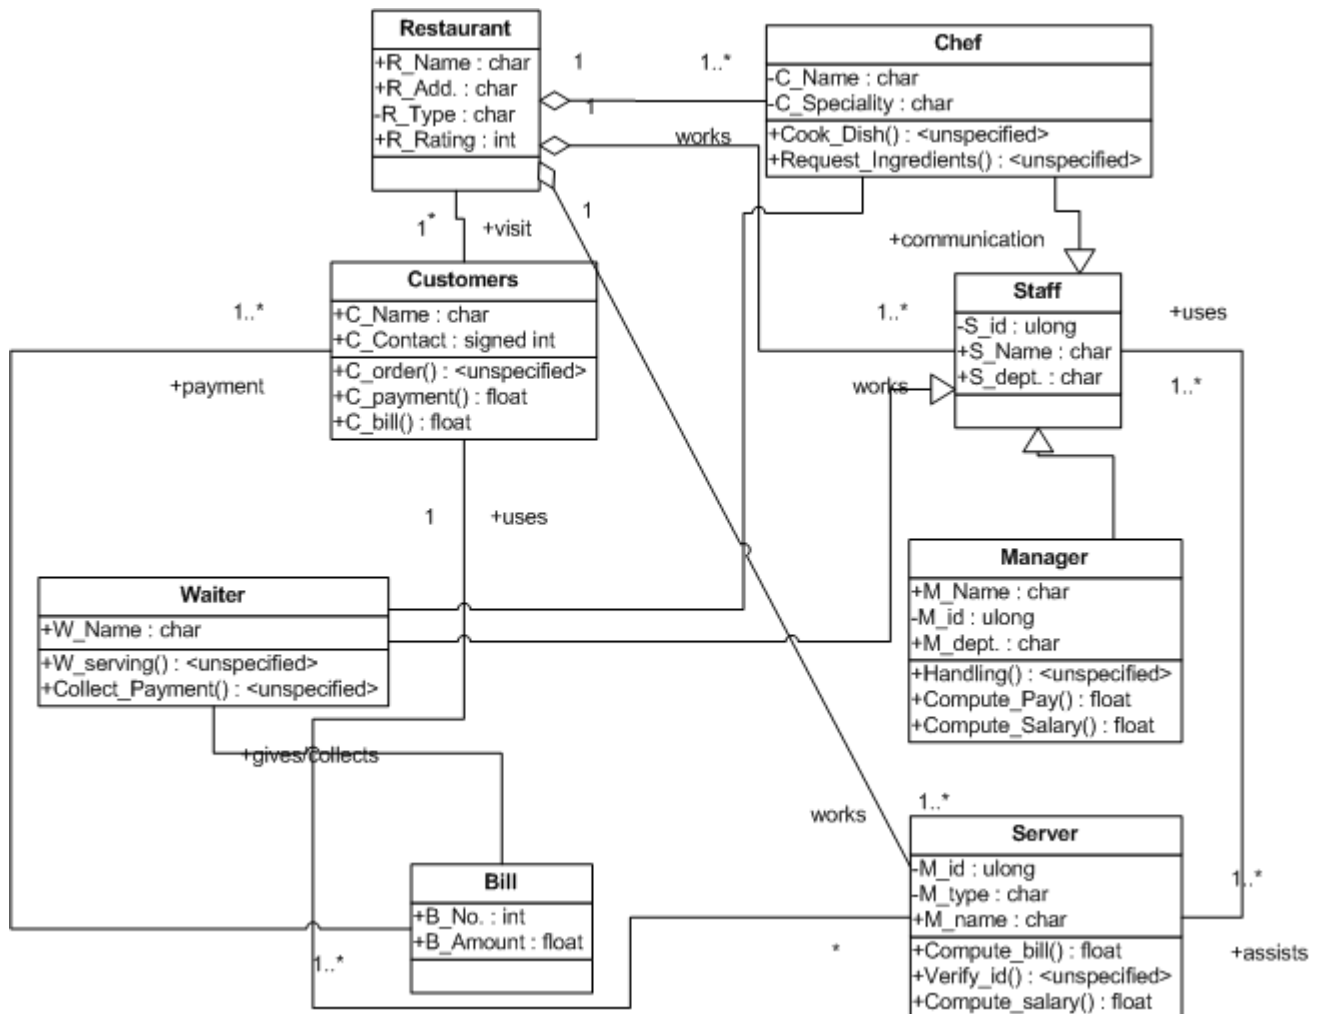 Restaurant
+R_Name : char
+R_Add. : char
-R_Type : char
+R_Rating : int
1
1..*
1
works
1
Chef
-C_Name : char
-C_Speciality : char
+Cook_Dish() : <unspecified>
+Request_Ingredients() : <unspecified>
1*
+visit
+communication
Customers
+C_Name : char
+C_Contact : signed int
+C_order() : <unspecified>
+C_payment() : float
+C_bill() : float
1..*
+payment
1..*
works
Staff
-S_id : ulong
+S_Name : char
+S_dept. : char
+uses
1..*
1
+uses
Waiter
+W_Name : char
+W_serving() : <unspecified>
+Collect_Payment() : <unspecified>
Manager
+M_Name : char
-M_id : ulong
+M_dept. : char
+Handling() : <unspecified>
+Compute_Pay() : float
+Compute_Salary() : float
+gives/collects
works
1..*
Bill
+B_No. : int
+B_Amount : float
1..*
*
Server
-M_id : ulong
-M_type : char
+M_name : char
+Compute_bill() : float
+Verify_id() : <unspecified>
+Compute_salary() : float
1..*
+assists